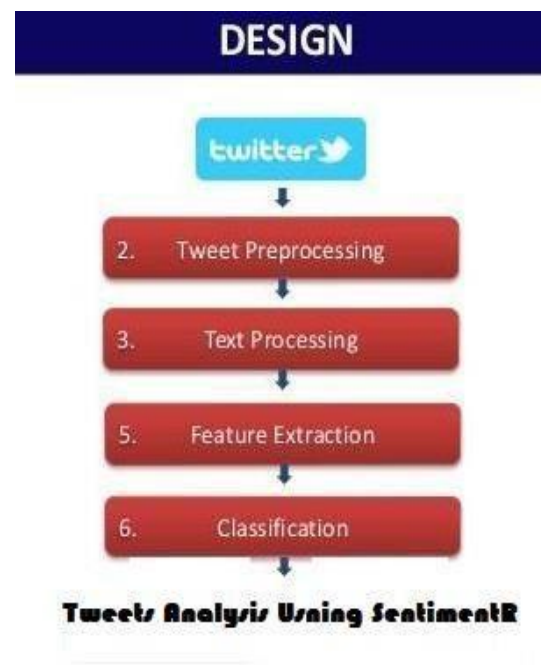 DESIGN
twitter
2. Tweet Preprocessing
3. Text Processing
5. Feature Extraction
6. Classification
Tweets Analysis Usning SentimentR